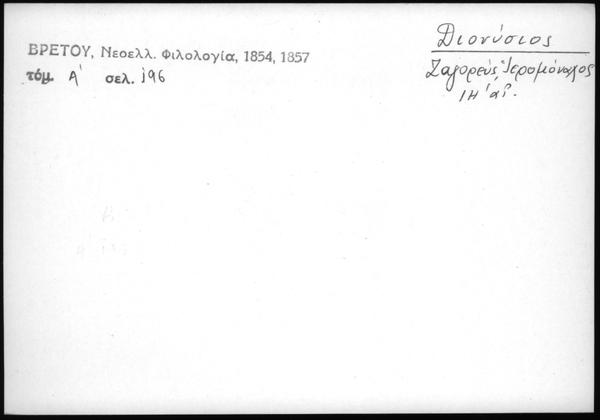 Διονύσιος
Ζαγορεύς, Ἱερομόναχος
ΙΗ΄ αἰ.
ΒΡΕΤΟΥ, Νεοελλ. Φιλολογία, 1854, 1857
τόμ. Α΄ σελ. 196